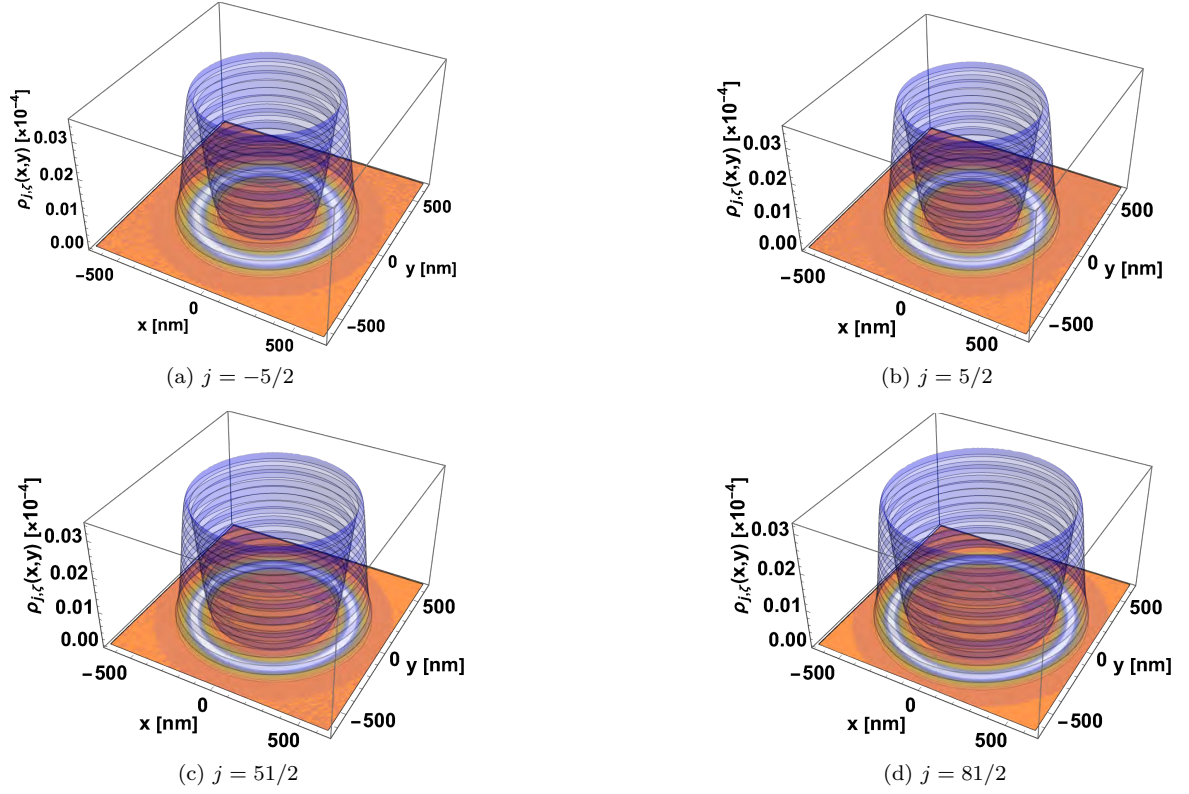 ρj,ζ(x,y) [×10⁻⁴]
0.03
0.02
0.01
0.00
−500
0
500
x [nm]
500
0
−500
y [nm]
(a) j = −5/2
ρj,ζ(x,y) [×10⁻⁴]
0.03
0.02
0.01
0.00
−500
0
500
x [nm]
500
0
−500
y [nm]
(b) j = 5/2
ρj,ζ(x,y) [×10⁻⁴]
0.03
0.02
0.01
0.00
−500
0
500
x [nm]
500
0
−500
y [nm]
(c) j = 51/2
ρj,ζ(x,y) [×10⁻⁴]
0.03
0.02
0.01
0.00
−500
0
500
x [nm]
500
0
−500
y [nm]
(d) j = 81/2